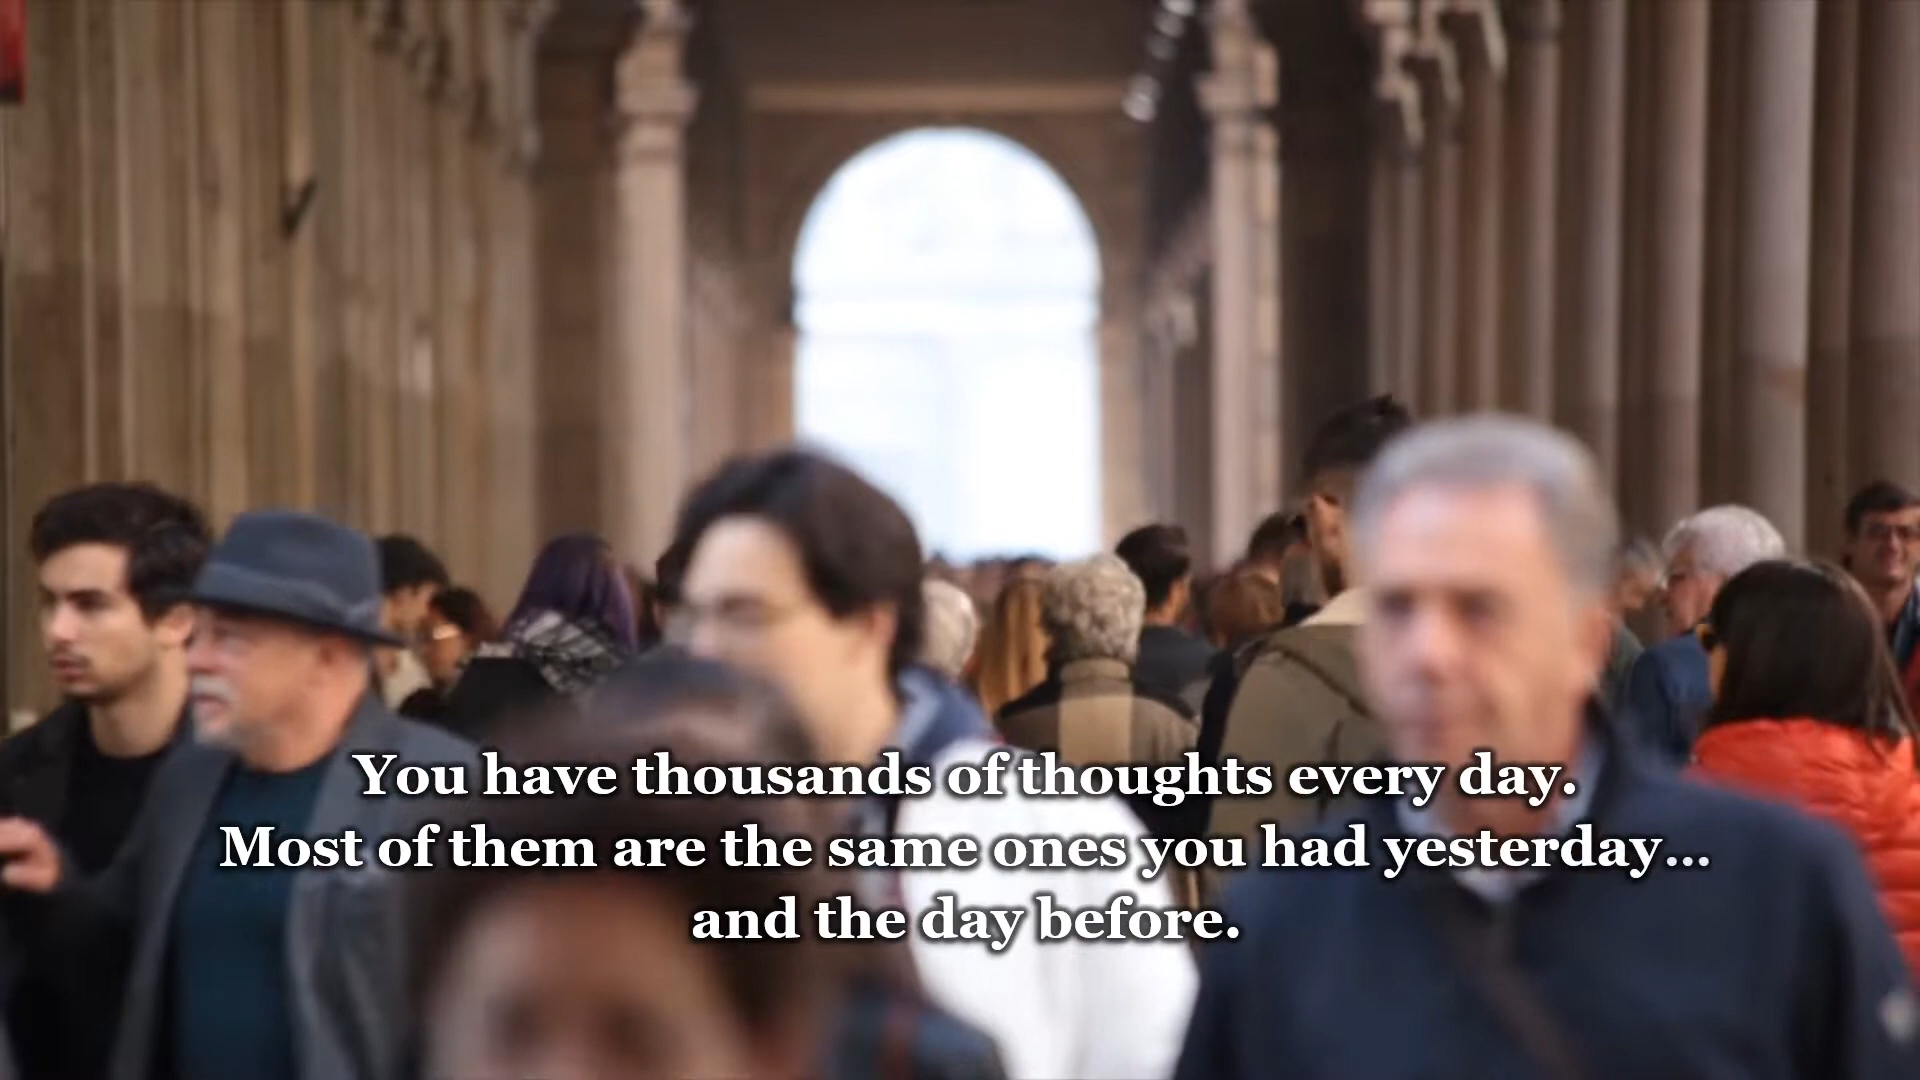 You have thousands of thoughts every day.
Most of them are the same ones you had yesterday...
and the day before.